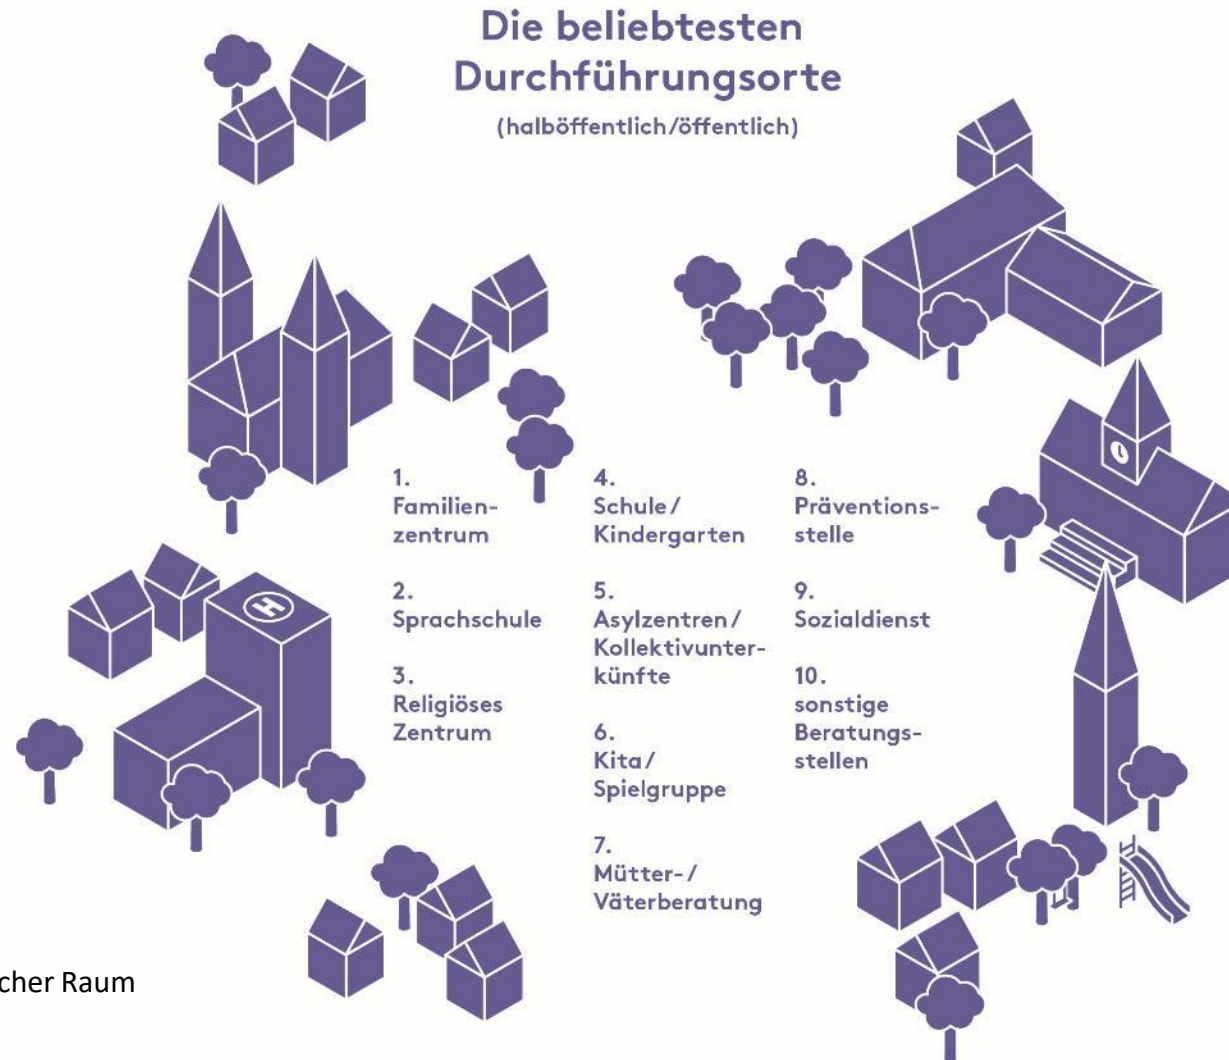 Die beliebtesten
Durchführungsorte
(halböffentlich/öffentlich)
1.
Familien-
zentrum
2.
Sprachschule
3.
Religiöses
Zentrum
4.
Schule/
Kindergarten
5.
Asylzentren/
Kollektivunter-
künfte
6.
Kita/
Spielgruppe
7.
Mütter-/
Väterberatung
8.
Präventions-
stelle
9.
Sozialdienst
10.
sonstige
Beratungs-
stellen
H
cher Raum